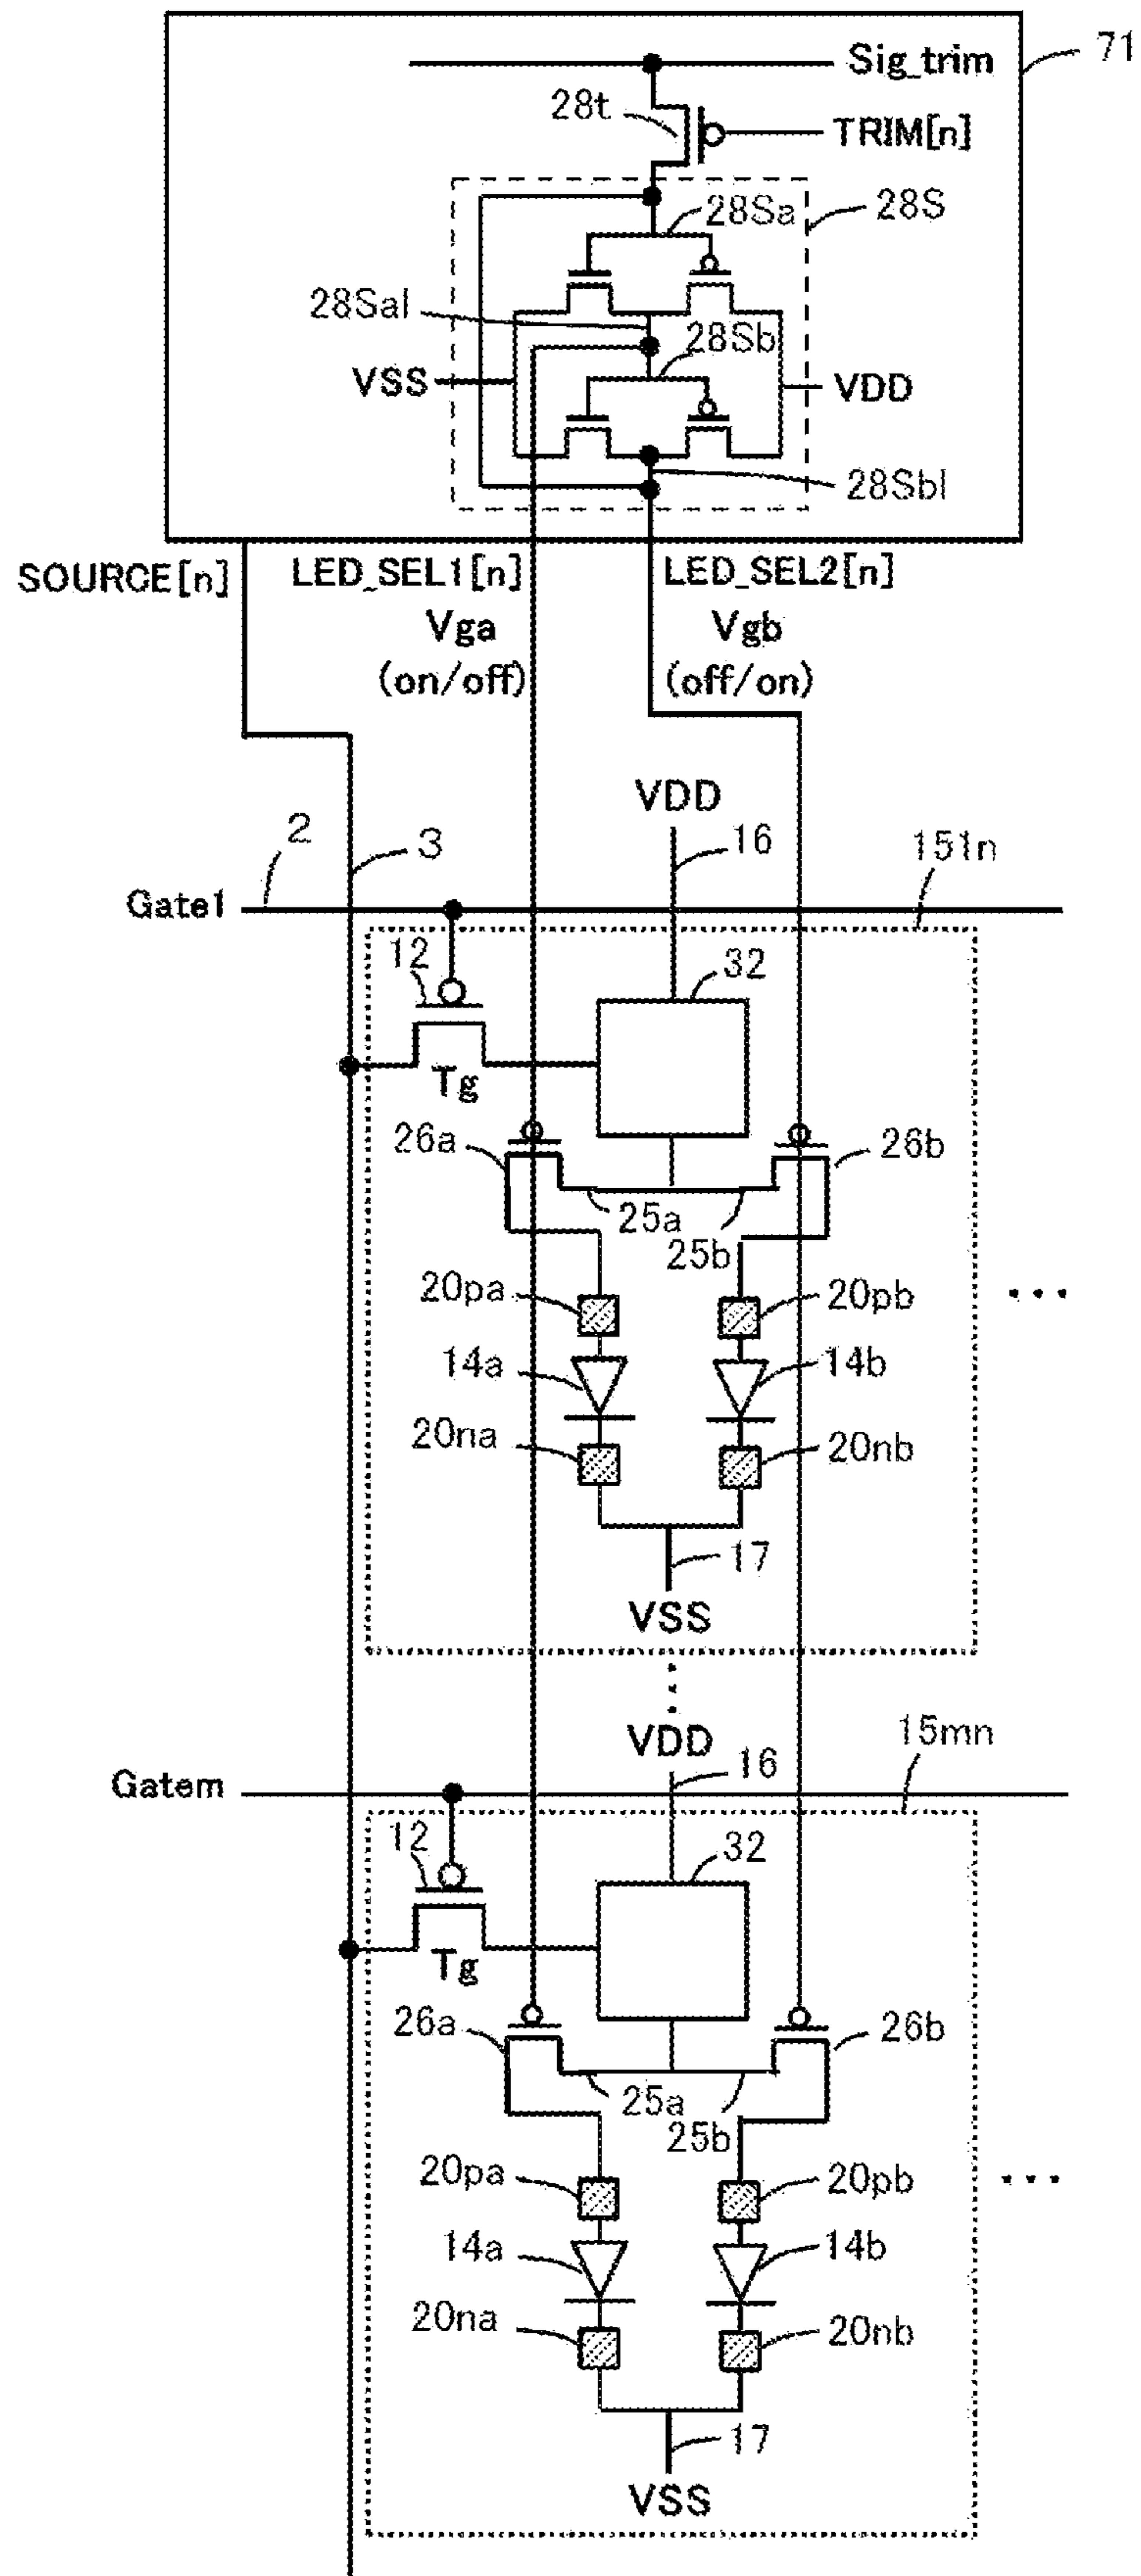 71
Sig_trim
28t
TRIM[n]
28Sa
28S
28Sal
28Sb
VSS
VDD
28Sbl
SOURCE[n]
LED_SEL1[n]
LED_SEL2[n]
Vga
Vgb
(on/off)
(off/on)
VDD
2
3
16
151n
Gate1
12
32
Tg
26a
26b
25a
25b
20pa
20pb
...
14a
14b
20na
20nb
17
VSS
VDD
16
15mn
Gatem
12
32
Tg
26a
26b
25a
25b
20pa
20pb
...
14a
14b
20na
20nb
17
VSS